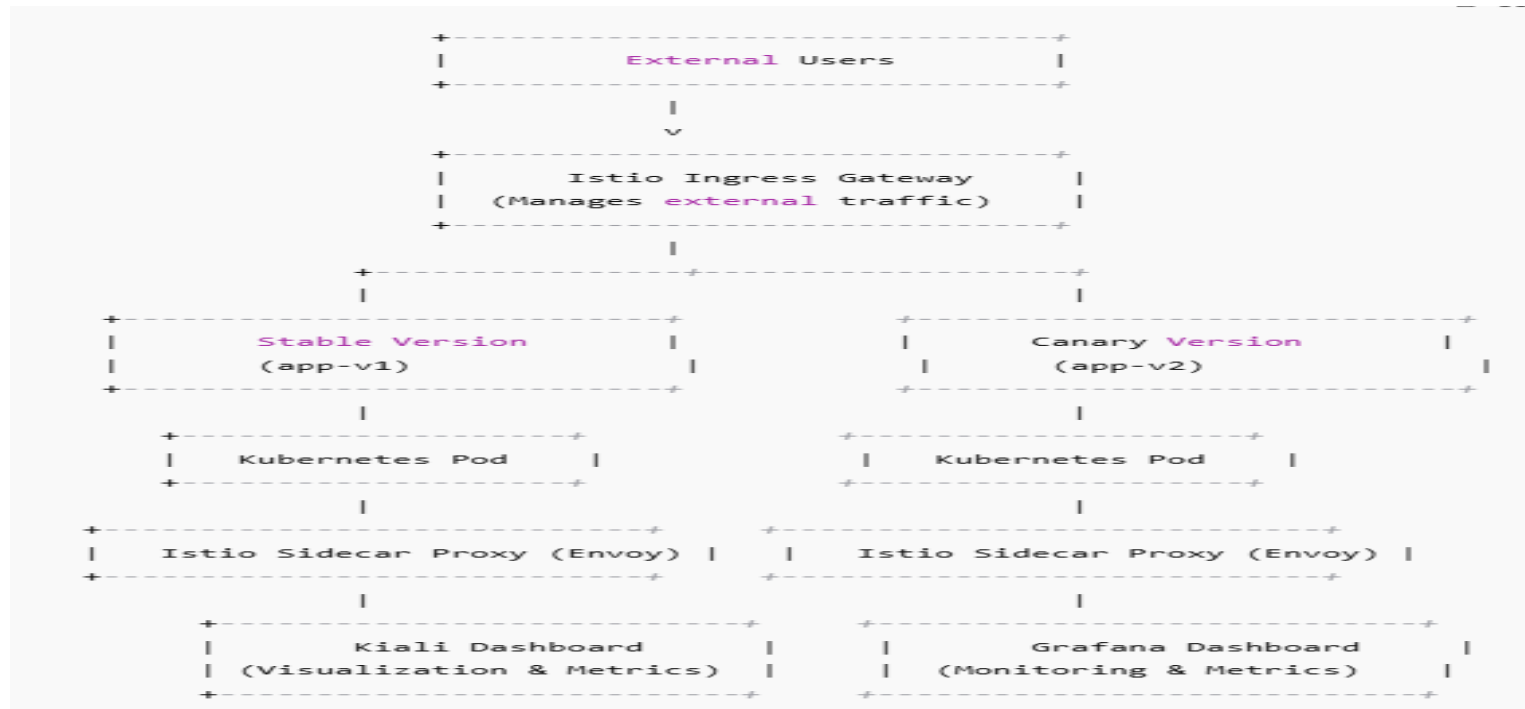 External Users
Istio Ingress Gateway
(Manages external traffic)
Stable Version
Canary Version
(app-v1)
(app-v2)
Kubernetes Pod
Kubernetes Pod
Istio Sidecar Proxy (Envoy)
Istio Sidecar Proxy (Envoy)
Kiali Dashboard
Grafana Dashboard
(Visualization & Metrics)
(Monitoring & Metrics)